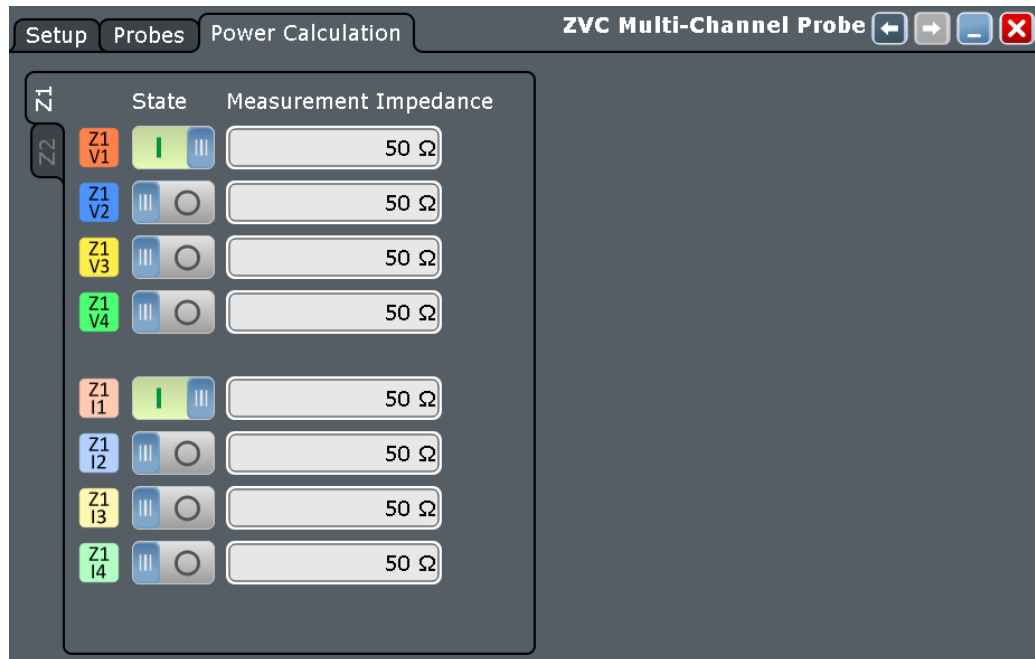 Setup Probes Power Calculation ZVC Multi-Channel Probe
Z1
Z2
State Measurement Impedance
Z1
V1
50 Ω
Z1
V2
50 Ω
Z1
V3
50 Ω
Z1
V4
50 Ω
Z1
I1
50 Ω
Z1
I2
50 Ω
Z1
I3
50 Ω
Z1
I4
50 Ω